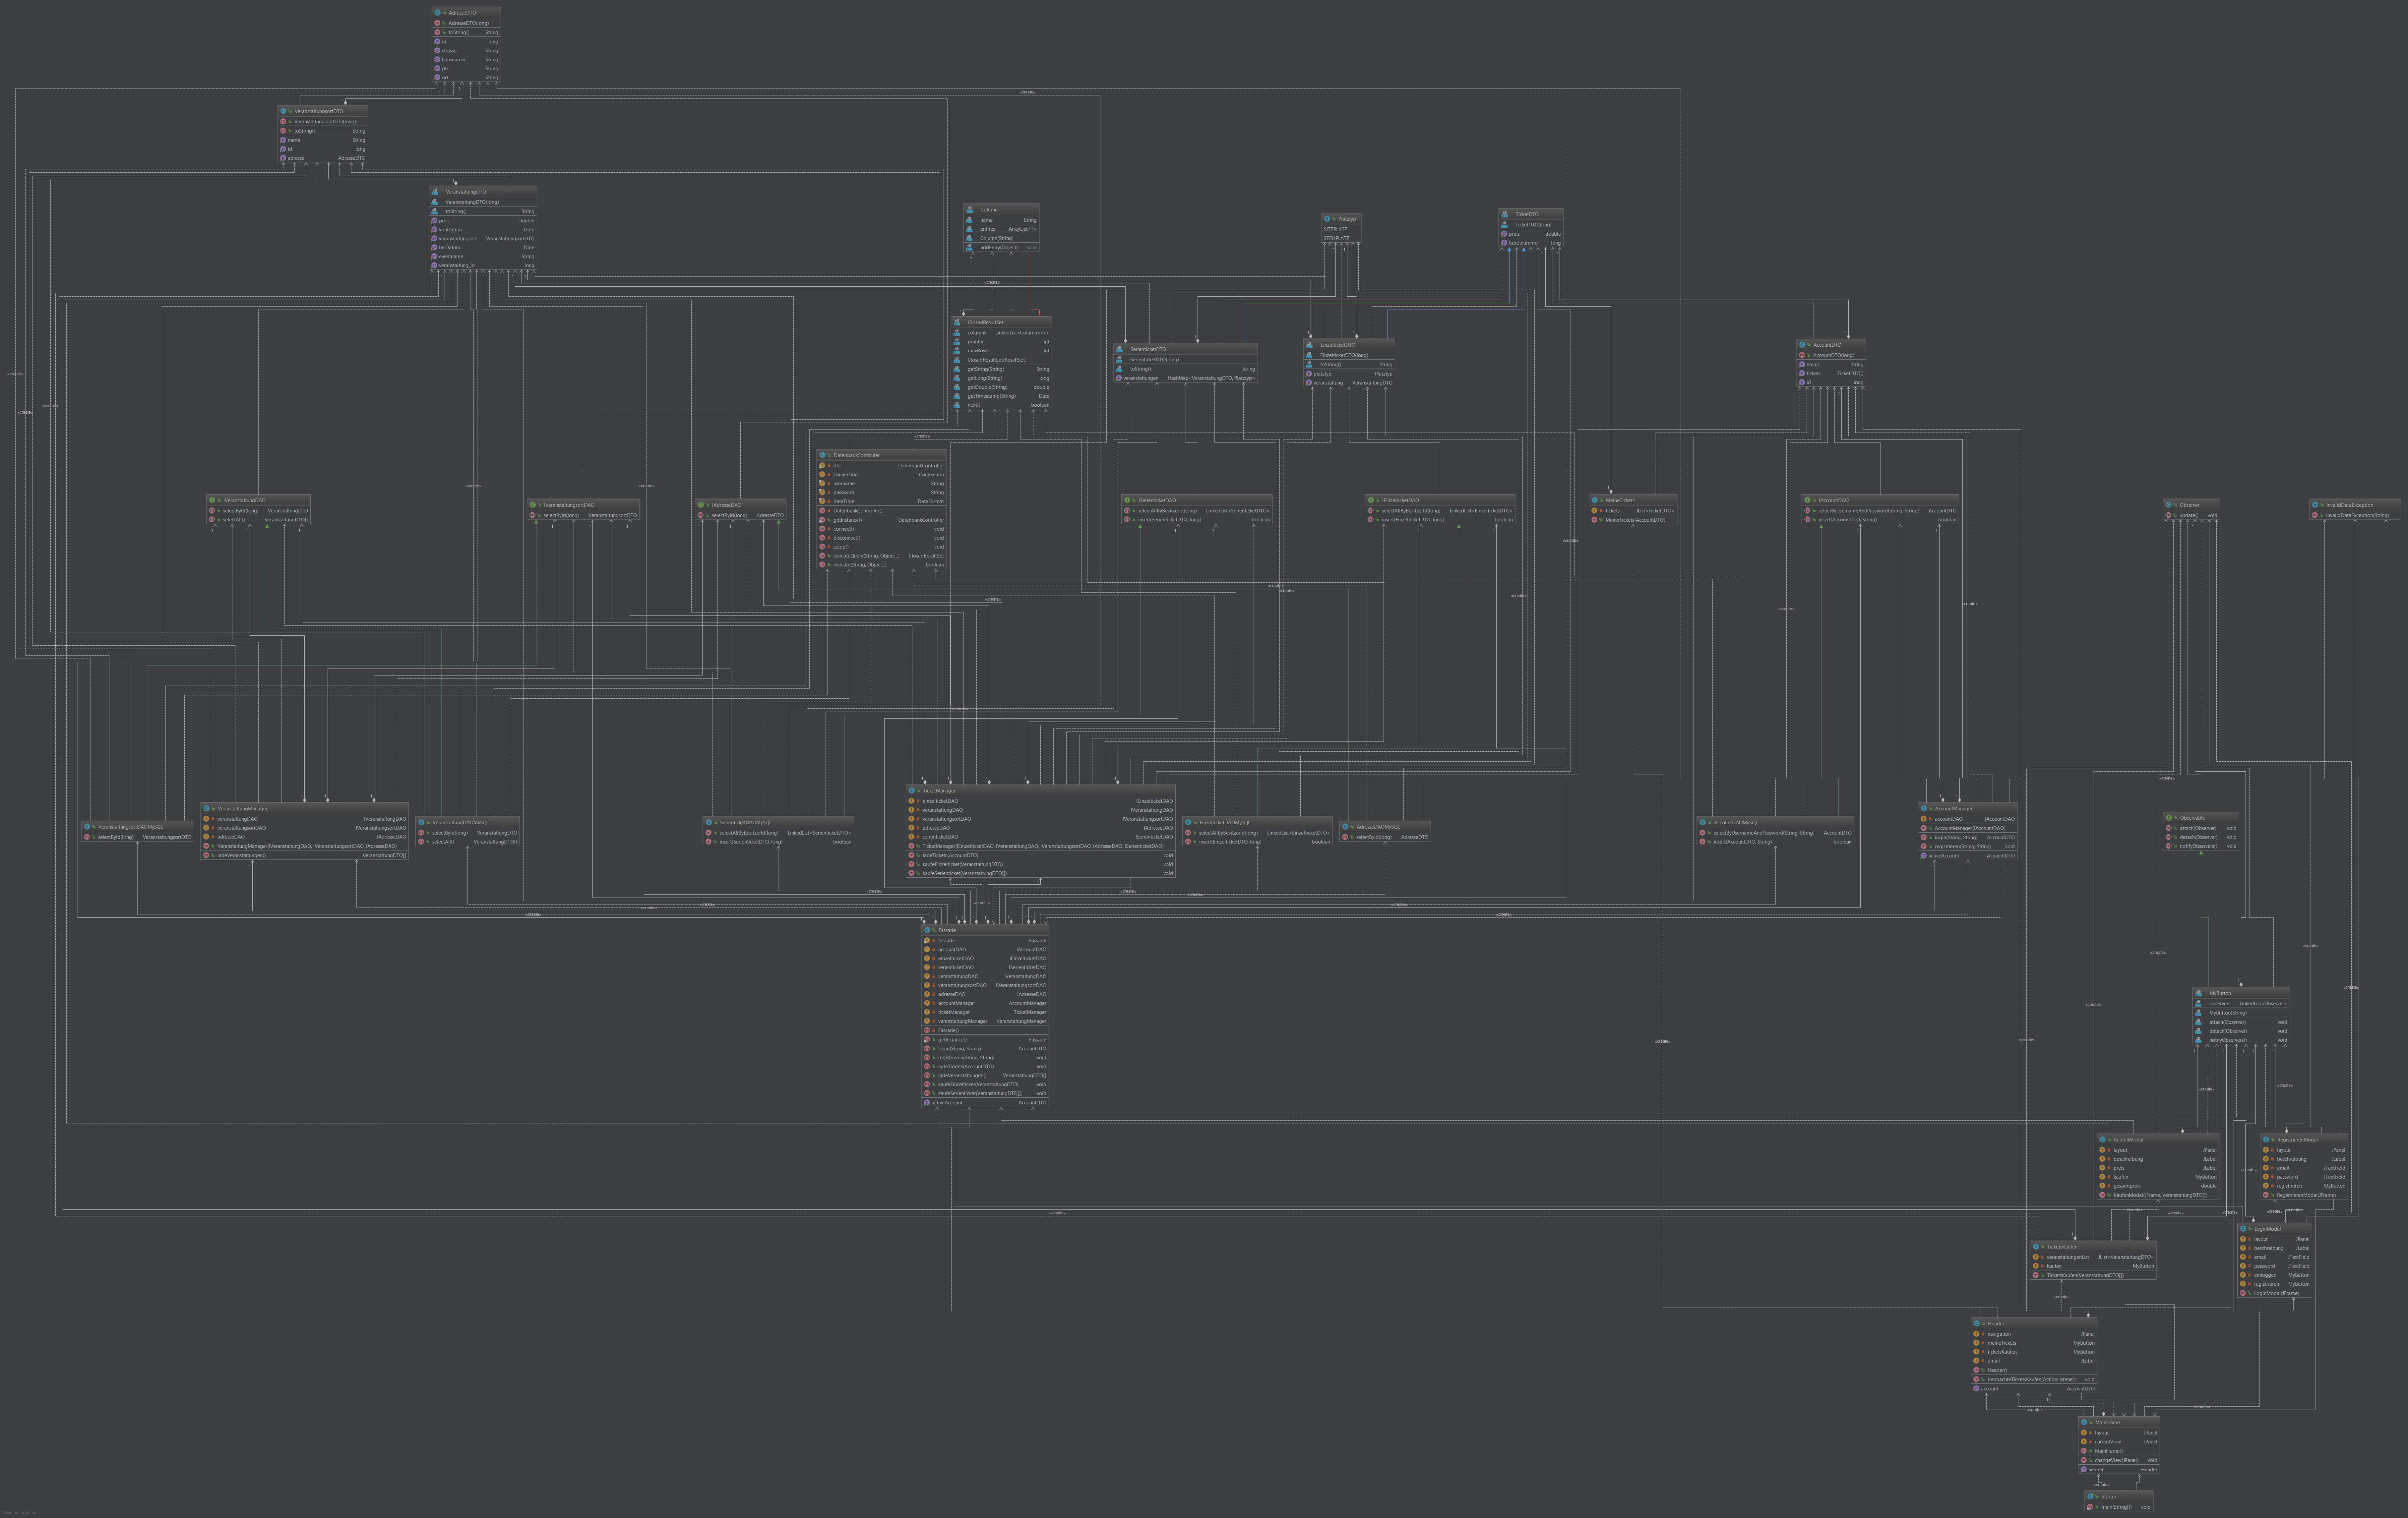 AdresseDTO
AdresseDTO(long)
toString() String
id long
strasse String
hausnumer String
plz String
ort String
VeranstaltungsortDTO
VeranstaltungsortDTO(long)
toString() String
name String
id long
adresse AdresseDTO
VeranstaltungDTO
VeranstaltungDTO(long)
toString() String
preis Double
vonDatum Date
veranstaltungsort VeranstaltungsortDTO
bisDatum Date
eventname String
veranstaltung_id long
Column
name String
entries ArrayList<T>
Column(String)
addEntry(Object) void
Platztyp
SITZPLATZ
STEHPLATZ
TicketDTO
TicketDTO(long)
preis double
ticketnummer long
ClosedResultSet
columns LinkedList<Column<?>>
pointer int
maxRows int
ClosedResultSet(ResultSet)
getString(String) String
getLong(String) long
getDouble(String) double
getTimestamp(String) Date
next() boolean
SerienticketDTO
SerienticketDTO(long)
toString() String
veranstaltungen HashMap<VeranstaltungDTO, Platztyp>
EinzelticketDTO
EinzelticketDTO(long)
toString() String
platztyp Platztyp
veranstaltung VeranstaltungDTO
AccountDTO
AccountDTO(long)
email String
tickets TicketDTO[]
id long
DatenbankController
dbc DatenbankController
connection Connection
username String
password String
dateTime DateFormat
DatenbankController()
getInstance() DatenbankController
connect() void
disconnect() void
setup() void
executeQuery(String, Object...) ClosedResultSet
execute(String, Object...) boolean
IVeranstaltungDAO
selectById(long) VeranstaltungDTO
selectAll() VeranstaltungDTO[]
IVeranstaltungsortDAO
selectById(long) VeranstaltungsortDTO
IAdresseDAO
selectById(long) AdresseDTO
ISerienticketDAO
selectAllByBesitzerId(long) LinkedList<SerienticketDTO>
insert(SerienticketDTO, long) boolean
IEinzelticketDAO
selectAllByBesitzerId(long) LinkedList<EinzelticketDTO>
insert(EinzelticketDTO, long) boolean
MeineTickets
tickets JList<TicketDTO>
MeineTickets(AccountDTO)
IAccountDAO
selectByUsernameAndPassword(String, String) AccountDTO
insert(AccountDTO, String) boolean
Observer
update() void
InvalidDataException
InvalidDataException(String)
VeranstaltungsortDAOMySQL
selectById(long) VeranstaltungsortDTO
VeranstaltungManager
veranstaltungDAO IVeranstaltungDAO
veranstaltungsortDAO IVeranstaltungsortDAO
adresseDAO IAdresseDAO
VeranstaltungManager(IVeranstaltungDAO, IVeranstaltungsortDAO, IAdresseDAO)
ladeVeranstaltungen() VeranstaltungDTO[]
VeranstaltungDAOMySQL
selectById(long) VeranstaltungDTO
selectAll() VeranstaltungDTO[]
SerienticketDAOMySQL
selectAllByBesitzerId(long) LinkedList<SerienticketDTO>
insert(SerienticketDTO, long) boolean
TicketManager
einzelticketDAO IEinzelticketDAO
veranstaltungDAO IVeranstaltungDAO
veranstaltungsortDAO IVeranstaltungsortDAO
adresseDAO IAdresseDAO
serienticketDAO ISerienticketDAO
TicketManager(IEinzelticketDAO, IVeranstaltungDAO, IVeranstaltungsortDAO, IAdresseDAO, ISerienticketDAO)
ladeTickets(AccountDTO) void
kaufeEinzelticket(VeranstaltungDTO) void
kaufeSerienticket(VeranstaltungDTO[]) void
EinzelticketDAOMySQL
selectAllByBesitzerId(long) LinkedList<EinzelticketDTO>
insert(EinzelticketDTO, long) boolean
AdresseDAOMySQL
selectById(long) AdresseDTO
AccountDAOMySQL
selectByUsernameAndPassword(String, String) AccountDTO
insert(AccountDTO, String) boolean
AccountManager
accountDAO IAccountDAO
AccountManager(IAccountDAO)
login(String, String) AccountDTO
registrieren(String, String) void
activeAccount AccountDTO
Observable
attach(Observer) void
detach(Observer) void
notifyObservers() void
Fassade
fassade Fassade
accountDAO IAccountDAO
einzelticketDAO IEinzelticketDAO
serienticketDAO ISerienticketDAO
veranstaltungDAO IVeranstaltungDAO
veranstaltungsortDAO IVeranstaltungsortDAO
adresseDAO IAdresseDAO
accountManager AccountManager
ticketManager TicketManager
veranstaltungManager VeranstaltungManager
Fassade()
getInstance() Fassade
login(String, String) AccountDTO
registrieren(String, String) void
ladeTickets(AccountDTO) void
ladeVeranstaltungen() VeranstaltungDTO[]
kaufeEinzelticket(VeranstaltungDTO) void
kaufeSerienticket(VeranstaltungDTO[]) void
activeAccount AccountDTO
MyButton
observers LinkedList<Observer>
MyButton(String)
attach(Observer) void
detach(Observer) void
notifyObservers() void
KaufenModal
layout JPanel
beschreibung JLabel
preis JLabel
kaufen MyButton
gesamtpreis double
KaufenModal(JFrame, VeranstaltungDTO[])
RegistrierenModal
layout JPanel
beschreibung JLabel
email JTextField
password JTextField
registrieren MyButton
RegistrierenModal(JFrame)
LoginModal
layout JPanel
beschreibung JLabel
email JTextField
password JTextField
einloggen MyButton
registrieren MyButton
LoginModal(JFrame)
TicketsKaufen
veranstaltungenList JList<VeranstaltungDTO>
kaufen MyButton
TicketsKaufen(VeranstaltungDTO[])
Header
navigation JPanel
meineTickets MyButton
ticketsKaufen MyButton
email JLabel
Header()
beobachteTicketsKaufen(ActionListener) void
account AccountDTO
MainFrame
layout JPanel
currentView JPanel
MainFrame()
changeView(JPanel) void
header Header
Starter
main(String[]) void